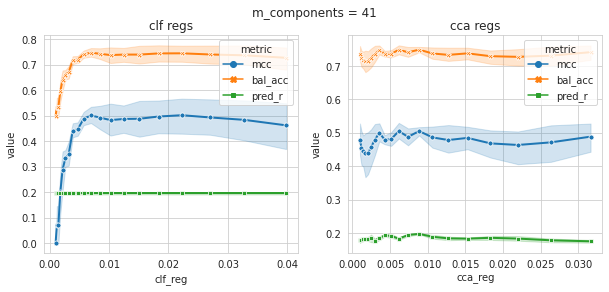 m_components = 41
clf regs
value
0.8
0.7
0.6
0.5
0.4
0.3
0.2
0.1
0.0
metric
mcc
bal_acc
pred_r
0.00
0.01
0.02
0.03
0.04
clf_reg
cca regs
value
0.7
0.6
0.5
0.4
0.3
0.2
metric
mcc
bal_acc
pred_r
0.000
0.005
0.010
0.015
0.020
0.025
0.030
cca_reg